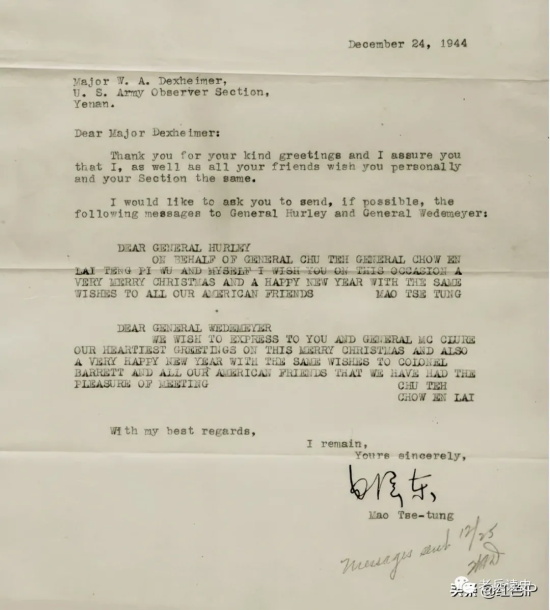 December 24, 1944
Major W. A. Dexheimer,
U. S. Army Observer Section,
Yenan.
Dear Major Dexheimer:
Thank you for your kind greetings and I assure you
that I, as well as all your friends wish you personally
and your Section the same.
I would like to ask you to send, if possible, the
following messages to General Hurley and General Wedemeyer:
DEAR GENERAL HURLEY
ON BEHALF OF GENERAL CHU TEH GENERAL CHOW EN
LAI TENG PI WU AND MYSELF I WISH YOU ON THIS OCCASION A
VERY MERRY CHRISTMAS AND A HAPPY NEW YEAR WITH THE SAME
WISHES TO ALL OUR AMERICAN FRIENDS MAO TSE TUNG
DEAR GENERAL WEDEMEYER
WE WISH TO EXPRESS TO YOU AND GENERAL MC CLURE
OUR HEARTIEST GREETINGS ON THIS MERRY CHRISTMAS AND ALSO
A VERY HAPPY NEW YEAR WITH THE SAME WISHES TO COLONEL
BARRETT AND ALL OUR AMERICAN FRIENDS THAT WE HAVE HAD THE
PLEASURE OF MEETING CHU TEH
CHOW EN LAI
With my best regards,
I remain,
Yours sincerely,
毛泽东
Mao Tse-tung
Messages sent 12/25
头条@红色IP